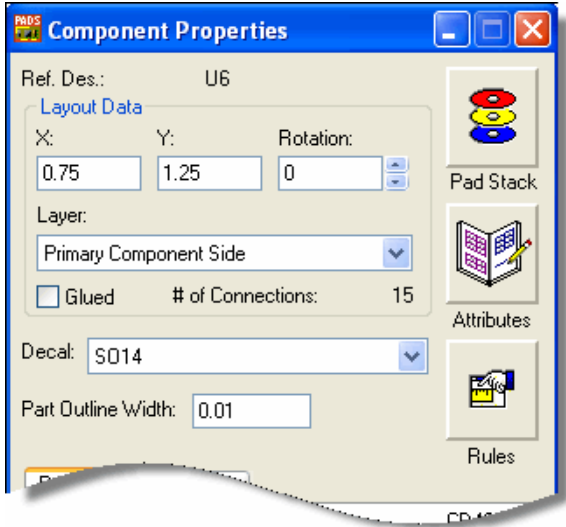 PADS
Component Properties
Ref. Des.: U6
Layout Data
X: Y: Rotation:
0.75 1.25 0
Pad Stack
Layer:
Primary Component Side
Glued # of Connections: 15
Attributes
Decal: SO14
Part Outline Width: 0.01
Rules